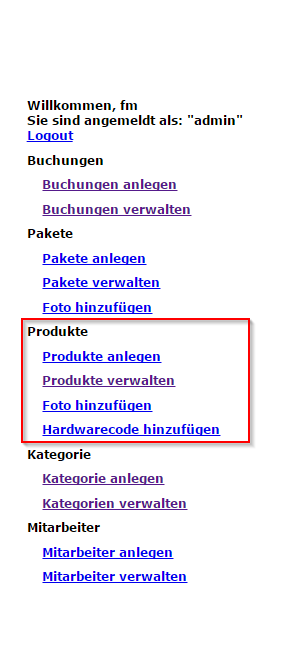 Willkommen, fm
Sie sind angemeldt als: "admin"
Logout
Buchungen
Buchungen anlegen
Buchungen verwalten
Pakete
Pakete anlegen
Pakete verwalten
Foto hinzufügen
Produkte
Produkte anlegen
Produkte verwalten
Foto hinzufügen
Hardwarecode hinzufügen
Kategorie
Kategorie anlegen
Kategorien verwalten
Mitarbeiter
Mitarbeiter anlegen
Mitarbeiter verwalten